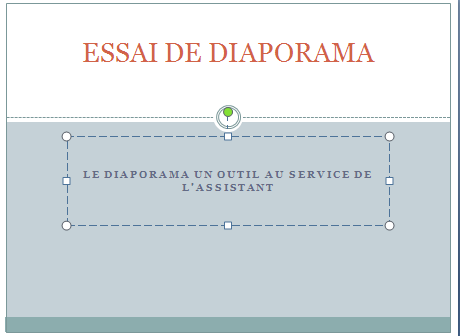 ESSAI DE DIAPORAMA
LE DIAPORAMA UN OUTIL AU SERVICE DE
L'ASSISTANT